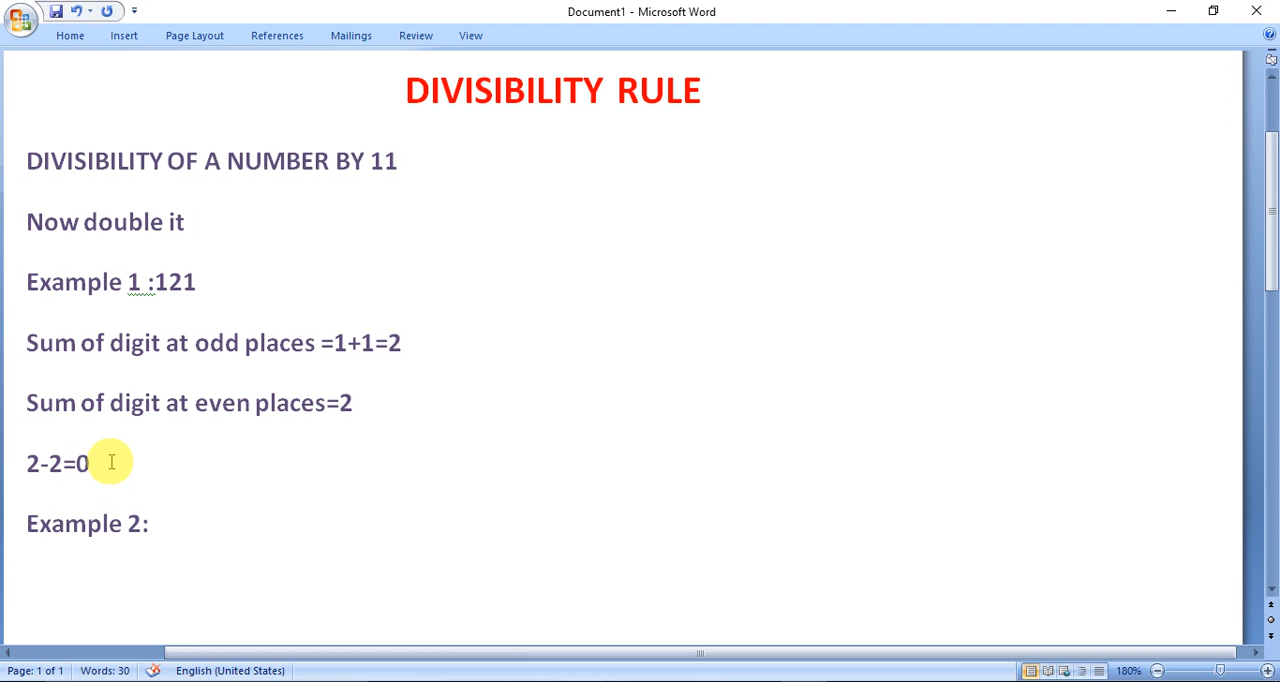 Document1 - Microsoft Word
Home Insert Page Layout References Mailings Review View
DIVISIBILITY RULE
DIVISIBILITY OF A NUMBER BY 11
Now double it
Example 1 :121
Sum of digit at odd places =1+1=2
Sum of digit at even places=2
2-2=0
Example 2:
Page: 1 of 1 Words: 30 English (United States) 180%